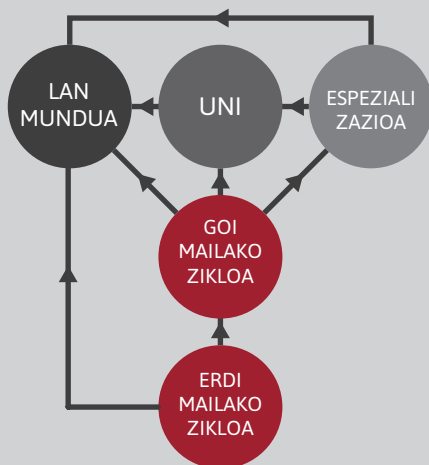 LAN
MUNDUA
UNI
ESPEZIALI
ZAZIOA
GOI
MAILAKO
ZIKLOA
ERDI
MAILAKO
ZIKLOA